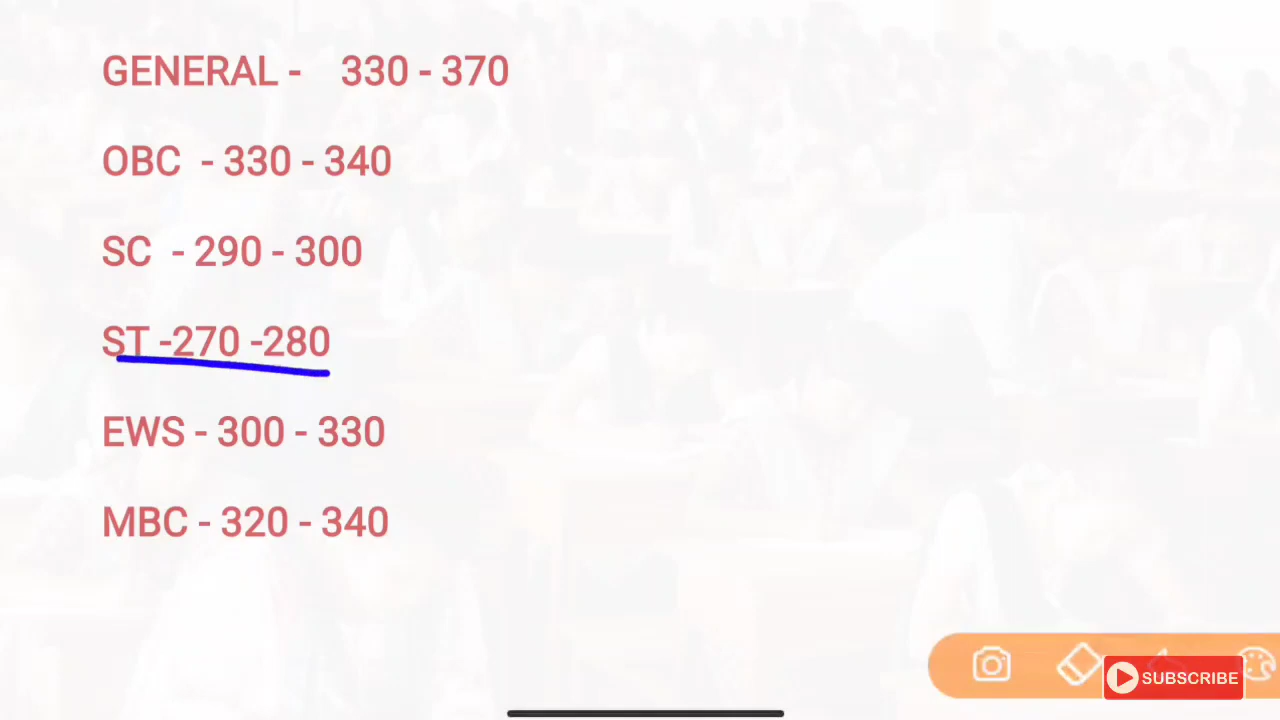 GENERAL - 330 - 370
OBC - 330 - 340
SC - 290 - 300
ST -270 -280
EWS - 300 - 330
MBC - 320 - 340
SUBSCRIBE